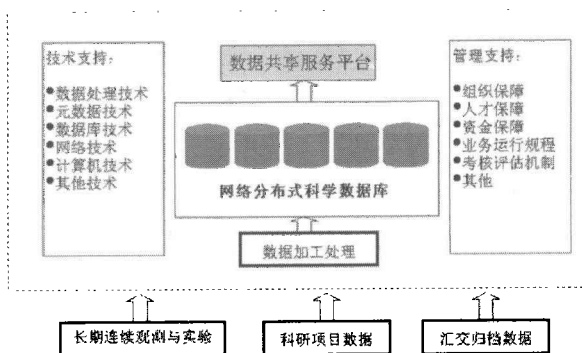 技术支持：
●数据处理技术
●元数据技术
●数据库技术
●网络技术
●计算机技术
●其他技术
数据共享服务平台
网络分布式科学数据库
数据加工处理
管理支持：
●组织保障
●人才保障
●资金保障
●业务运行规程
●考核评估机制
●其他
长期连续观测与实验
科研项目数据
汇交归档数据